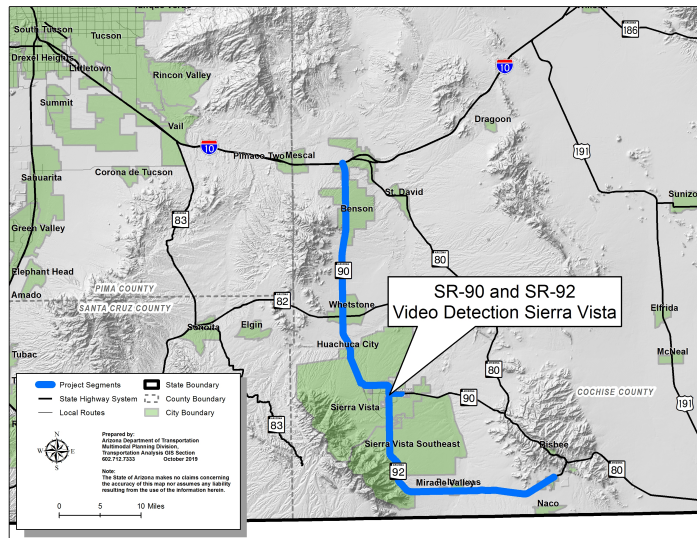 186
South Tucson
Tucson
Drexel Heights
Littletown
10
Rincon Valley
Summit
Dragoon
Vail
10
Pimaco Two
Mescal
191
Corona de Tucson
Sahuarita
St. David
191
Sunizo
83
Benson
Green Valley
80
90
Elephant Head
PIMA COUNTY
Amado
SANTA CRUZ COUNTY
82
Whetstone
SR-90 and SR-92
Video Detection Sierra Vista
Elfrida
Sonoita
Elgin
Huachuca City
Tubac
McNeal
80
COCHISE COUNTY
90
Sierra Vista
83
Sierra Vista Southeast
Bisbee
92
80
Miracle Valley
Palominas
Naco
Project Segments
State Highway System
Local Routes
State Boundary
County Boundary
City Boundary
N
W E
S
Prepared by:
Arizona Department of Transportation
Multimodal Planning Division,
Transportation Analysis GIS Section
602.712.7333 October 2019
Note:
The State of Arizona makes no claims concerning
the accuracy of this map nor assumes any liability
resulting from the use of the information herein.
0 5 10 Miles